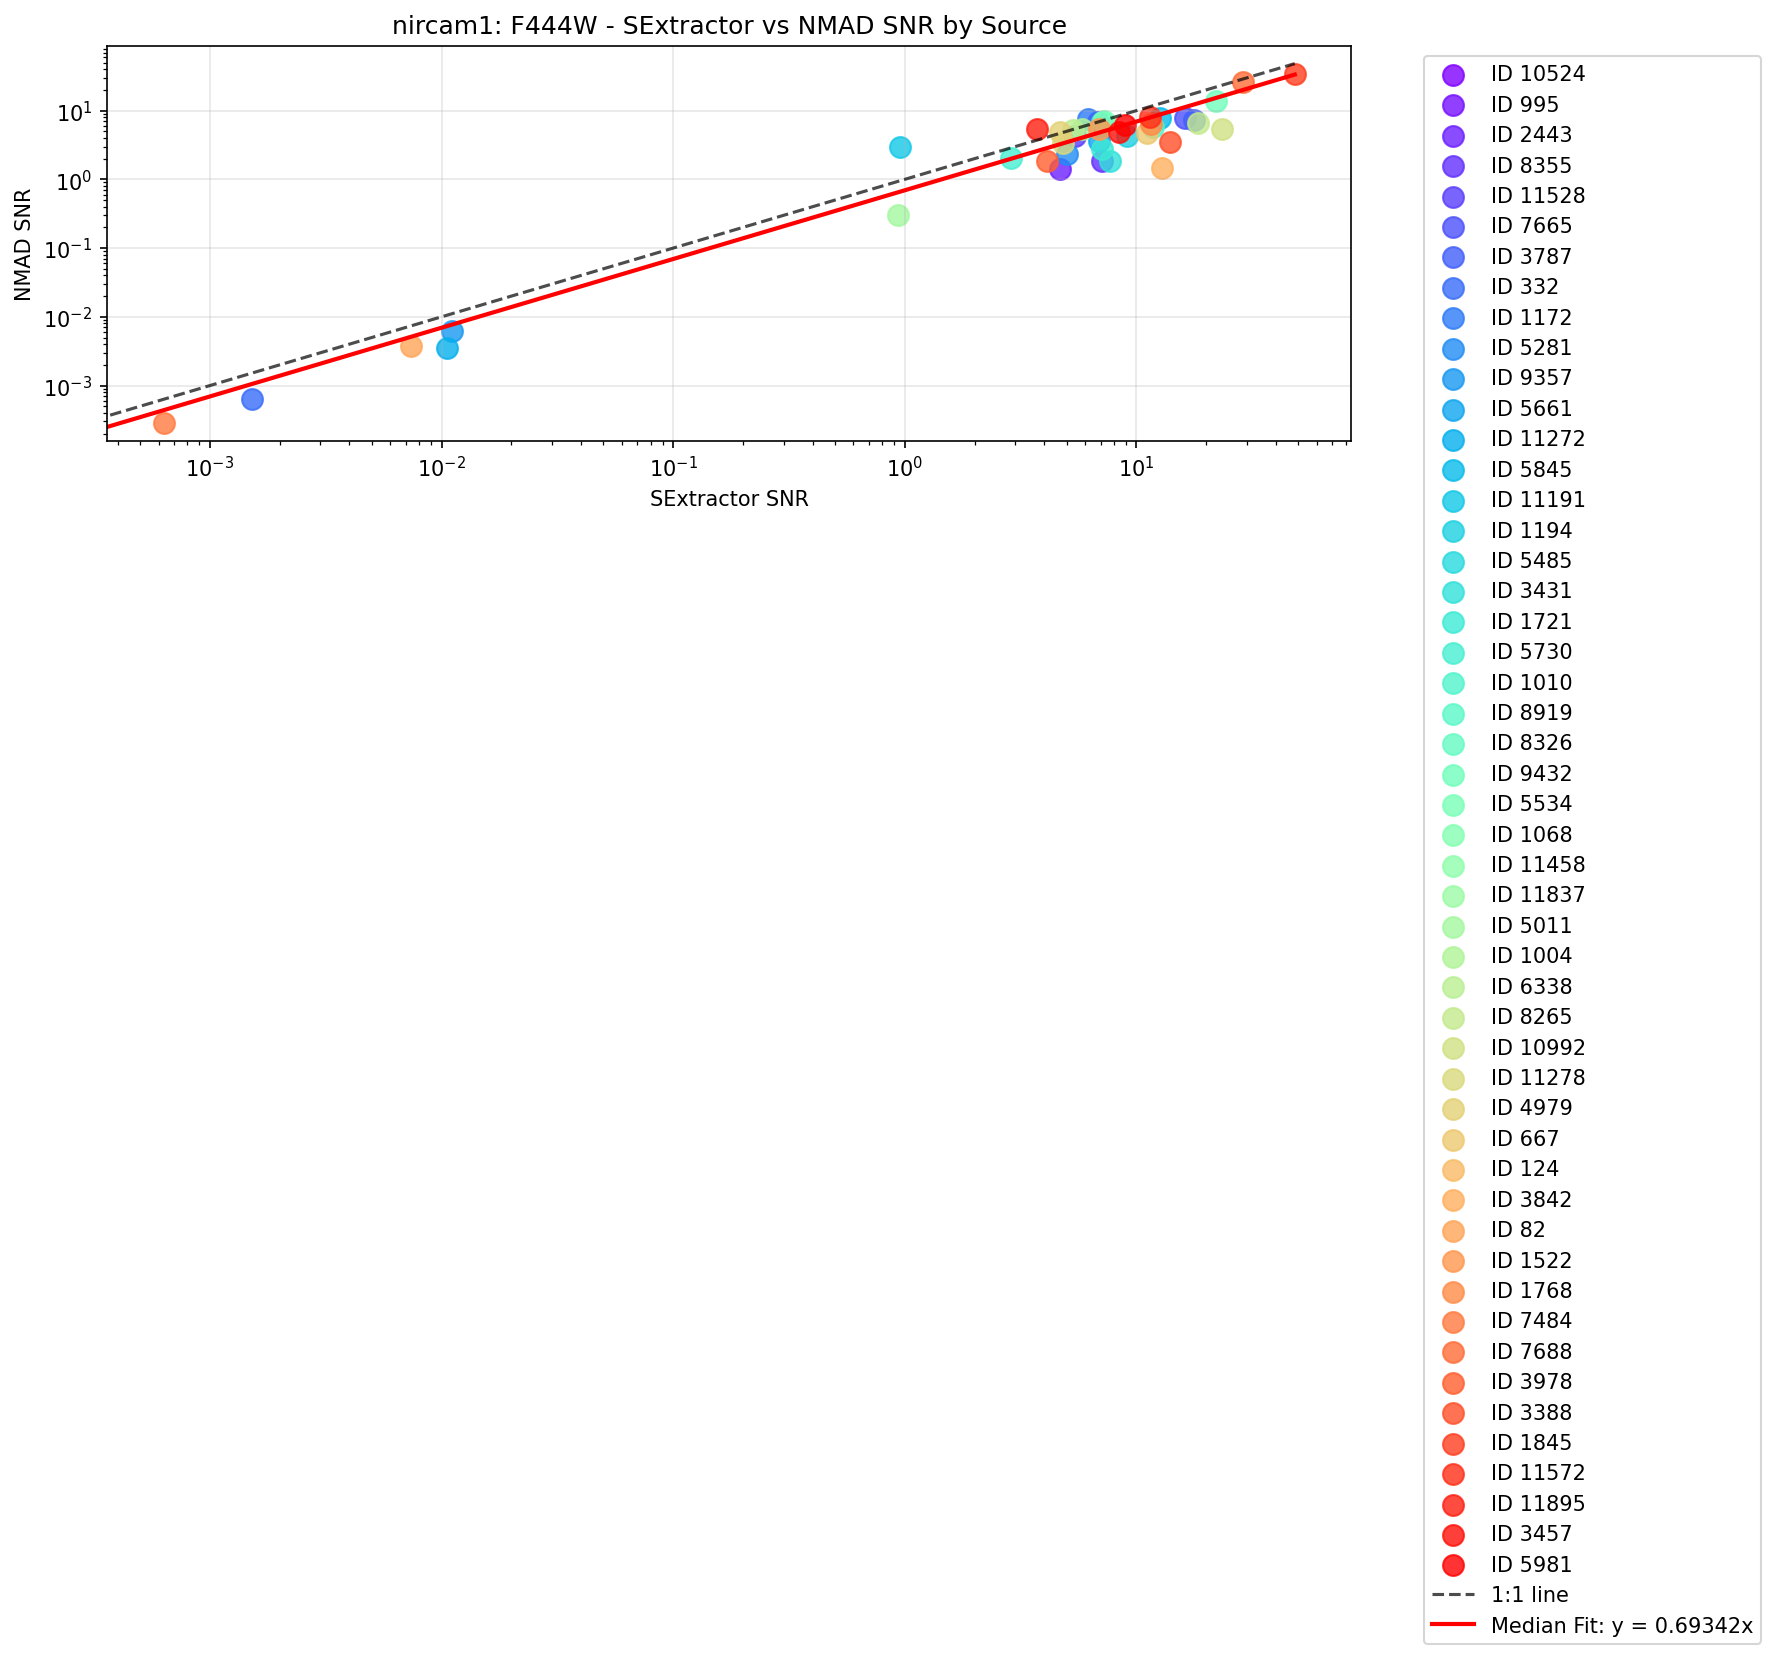 nircam1: F444W - SExtractor vs NMAD SNR by Source
NMAD SNR
10¹
10⁰
10⁻¹
10⁻²
10⁻³
10⁻³ 10⁻² 10⁻¹ 10⁰ 10¹
SExtractor SNR
ID 10524
ID 995
ID 2443
ID 8355
ID 11528
ID 7665
ID 3787
ID 332
ID 1172
ID 5281
ID 9357
ID 5661
ID 11272
ID 5845
ID 11191
ID 1194
ID 5485
ID 3431
ID 1721
ID 5730
ID 1010
ID 8919
ID 8326
ID 9432
ID 5534
ID 1068
ID 11458
ID 11837
ID 5011
ID 1004
ID 6338
ID 8265
ID 10992
ID 11278
ID 4979
ID 667
ID 124
ID 3842
ID 82
ID 1522
ID 1768
ID 7484
ID 7688
ID 3978
ID 3388
ID 1845
ID 11572
ID 11895
ID 3457
ID 5981
1:1 line
Median Fit: y = 0.69342x